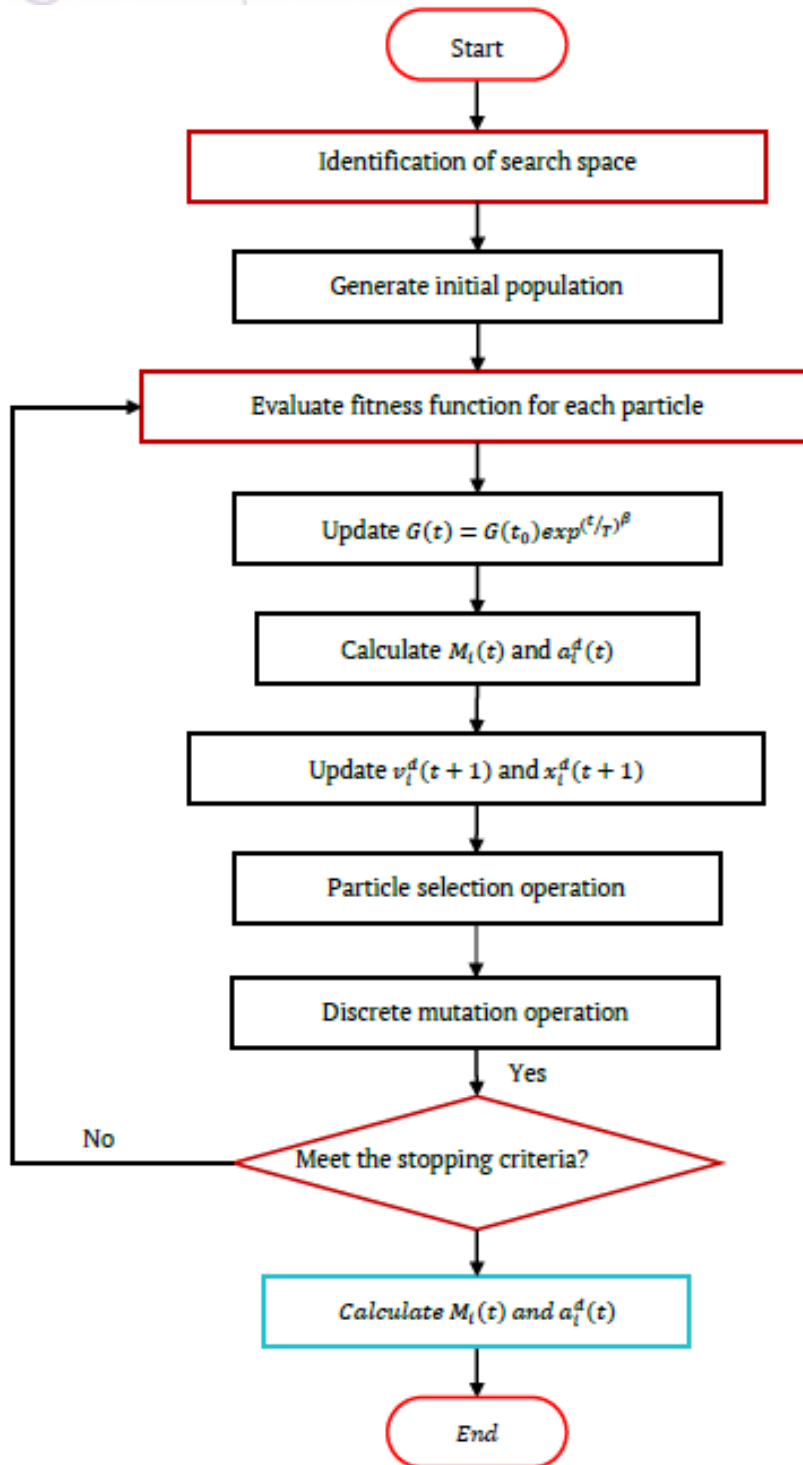 Start
Identification of search space
Generate initial population
Evaluate fitness function for each particle
Update G(t) = G(t₀)exp^(t/T)^β
Calculate Mᵢ(t) and aᵢᵈ(t)
Update vᵢᵈ(t + 1) and xᵢᵈ(t + 1)
Particle selection operation
Discrete mutation operation
Yes
No
Meet the stopping criteria?
Calculate Mᵢ(t) and aᵢᵈ(t)
End